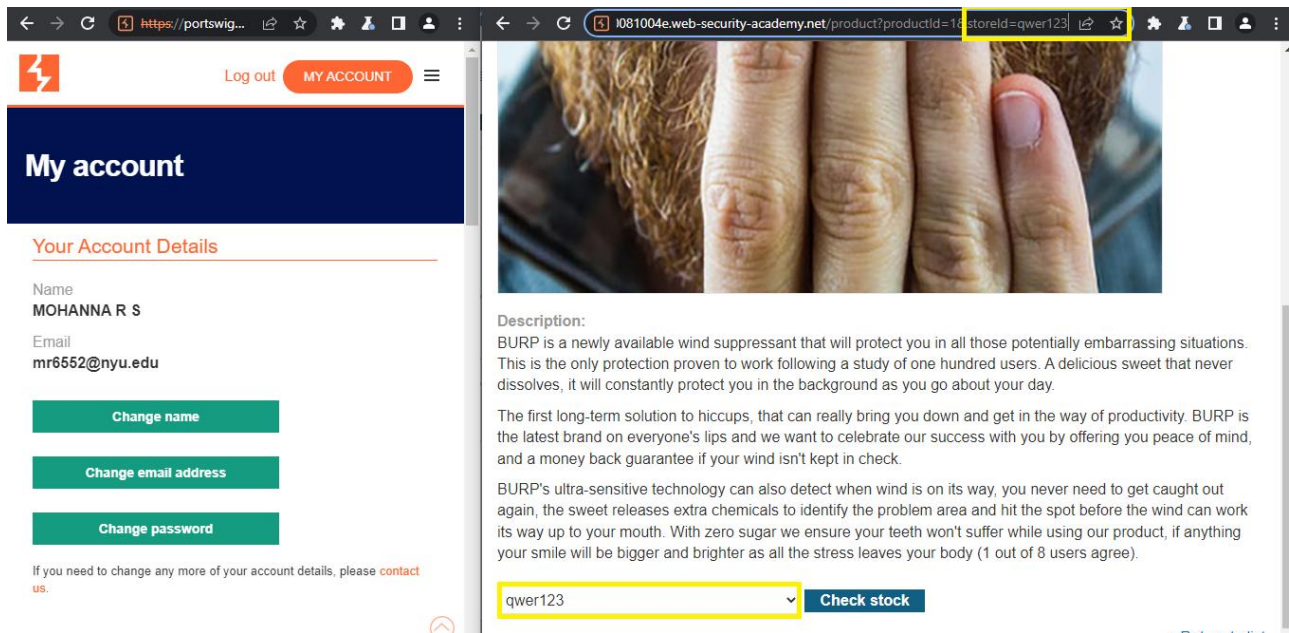 https://portswig...
Log out MY ACCOUNT
My account
Your Account Details
Name
MOHANNA R S
Email
mr6552@nyu.edu
Change name
Change email address
Change password
If you need to change any more of your account details, please contact
us.
081004e.web-security-academy.net/product?productId=1&storeId=qwer123
Description:
BURP is a newly available wind suppressant that will protect you in all those potentially embarrassing situations.
This is the only protection proven to work following a study of one hundred users. A delicious sweet that never
dissolves, it will constantly protect you in the background as you go about your day.
The first long-term solution to hiccups, that can really bring you down and get in the way of productivity. BURP is
the latest brand on everyone's lips and we want to celebrate our success with you by offering you peace of mind,
and a money back guarantee if your wind isn't kept in check.
BURP's ultra-sensitive technology can also detect when wind is on its way, you never need to get caught out
again, the sweet releases extra chemicals to identify the problem area and hit the spot before the wind can work
its way up to your mouth. With zero sugar we ensure your teeth won't suffer while using our product, if anything
your smile will be bigger and brighter as all the stress leaves your body (1 out of 8 users agree).
qwer123 Check stock